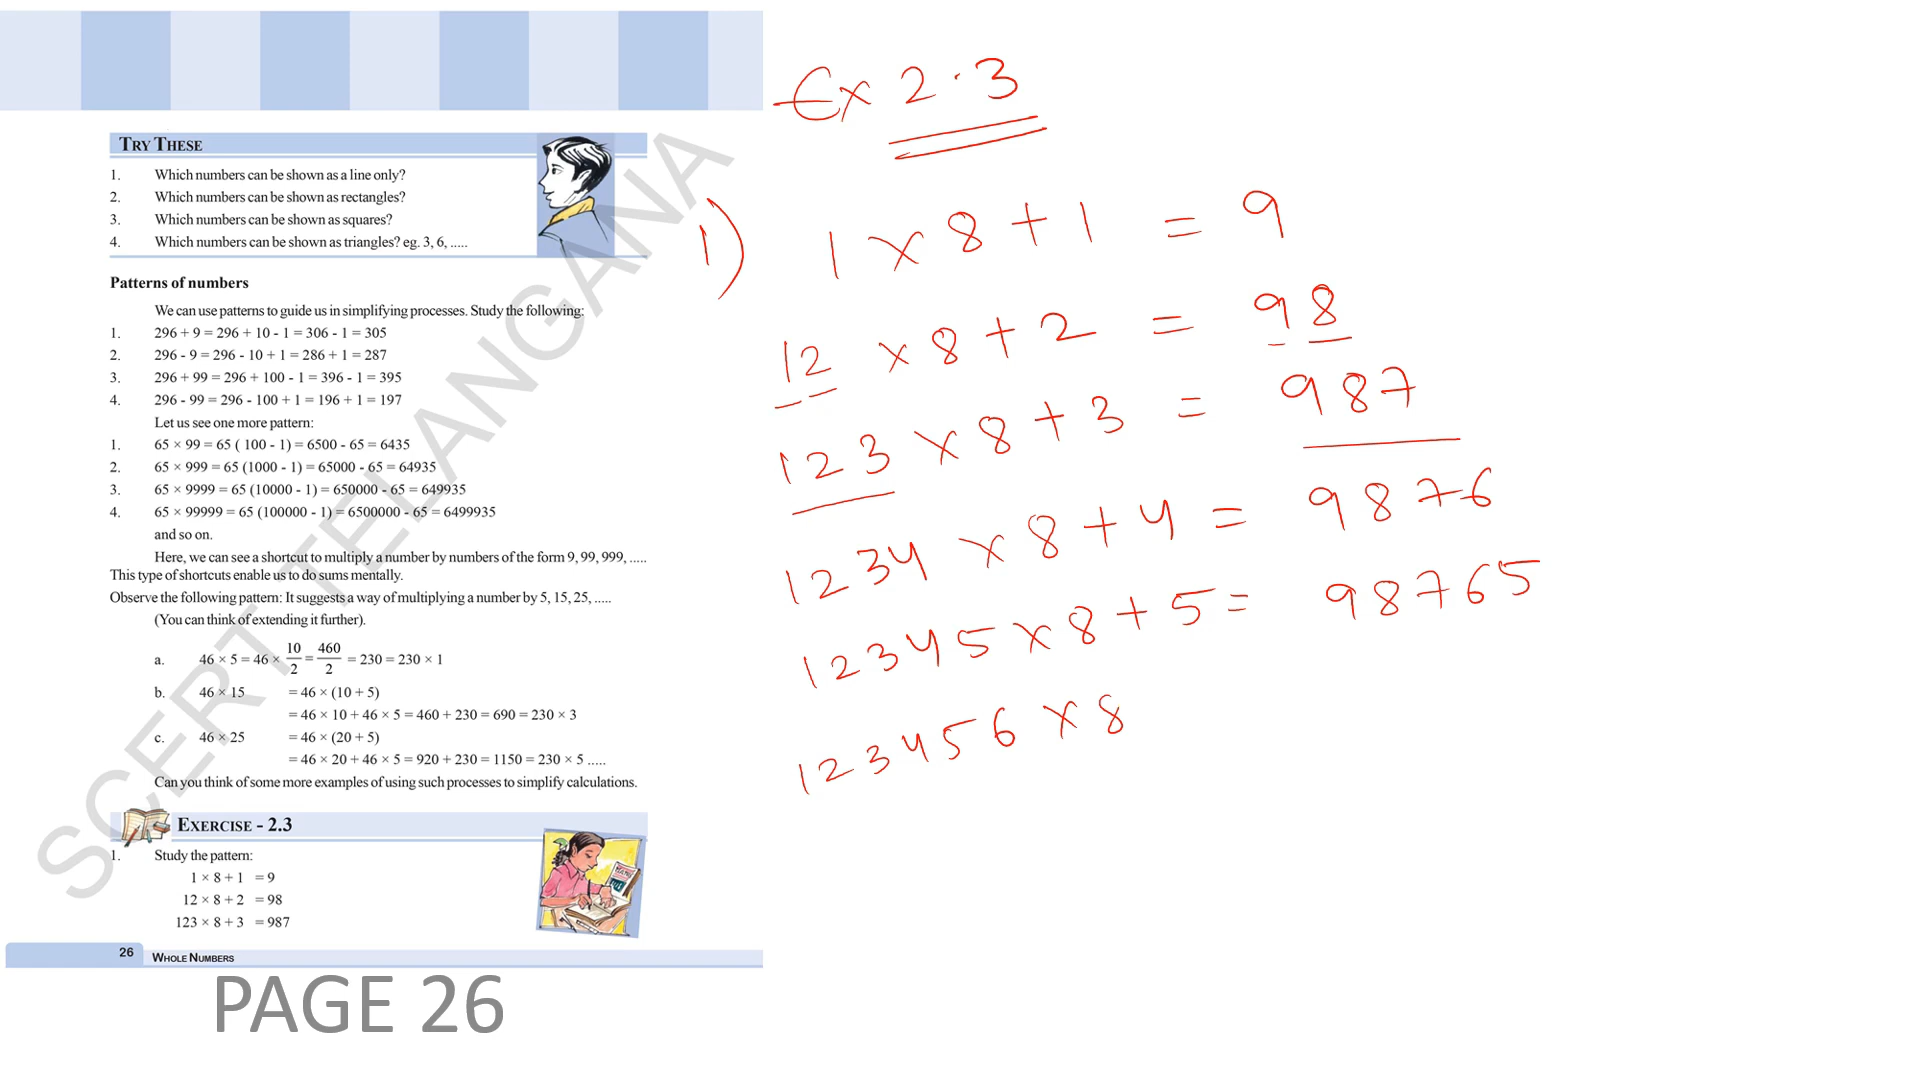 TRY THESE
1. Which numbers can be shown as a line only?
2. Which numbers can be shown as rectangles?
3. Which numbers can be shown as squares?
4. Which numbers can be shown as triangles? eg. 3, 6, .....
Patterns of numbers
We can use patterns to guide us in simplifying processes. Study the following:
1. 296 + 9 = 296 + 10 - 1 = 306 - 1 = 305
2. 296 - 9 = 296 - 10 + 1 = 286 + 1 = 287
3. 296 + 99 = 296 + 100 - 1 = 396 - 1 = 395
4. 296 - 99 = 296 - 100 + 1 = 196 + 1 = 197
Let us see one more pattern:
1. 65 × 99 = 65 ( 100 - 1) = 6500 - 65 = 6435
2. 65 × 999 = 65 (1000 - 1) = 65000 - 65 = 64935
3. 65 × 9999 = 65 (10000 - 1) = 650000 - 65 = 649935
4. 65 × 99999 = 65 (100000 - 1) = 6500000 - 65 = 6499935
and so on.
Here, we can see a shortcut to multiply a number by numbers of the form 9, 99, 999, .....
This type of shortcuts enable us to do sums mentally.
Observe the following pattern: It suggests a way of multiplying a number by 5, 15, 25, .....
(You can think of extending it further).
a. 46 × 5 = 46 × 10/2 = 460/2 = 230 = 230 × 1
b. 46 × 15 = 46 × (10 + 5)
= 46 × 10 + 46 × 5 = 460 + 230 = 690 = 230 × 3
c. 46 × 25 = 46 × (20 + 5)
= 46 × 20 + 46 × 5 = 920 + 230 = 1150 = 230 × 5 .....
Can you think of some more examples of using such processes to simplify calculations.
EXERCISE - 2.3
1. Study the pattern:
1 × 8 + 1 = 9
12 × 8 + 2 = 98
123 × 8 + 3 = 987
26 WHOLE NUMBERS
SCERT TELANGANA
PAGE 26
Ex 2.3
1) 1 × 8 + 1 = 9
12 × 8 + 2 = 98
123 × 8 + 3 = 987
1234 × 8 + 4 = 9876
12345 × 8 + 5 = 98765
123456 × 8